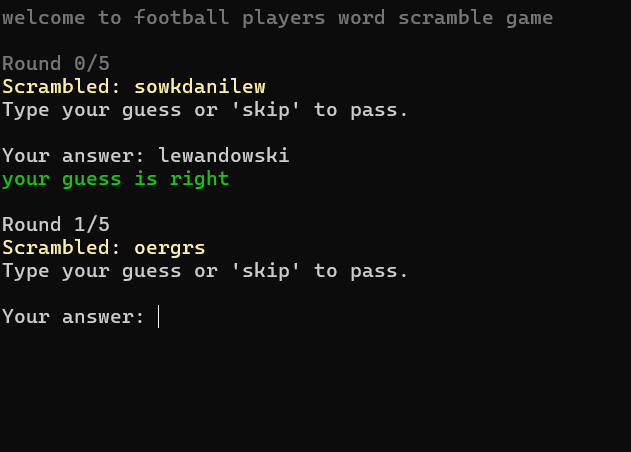 welcome to football players word scramble game
Round 0/5
Scrambled: sowkdanilew
Type your guess or 'skip' to pass.
Your answer: lewandowski
your guess is right
Round 1/5
Scrambled: oergrs
Type your guess or 'skip' to pass.
Your answer: